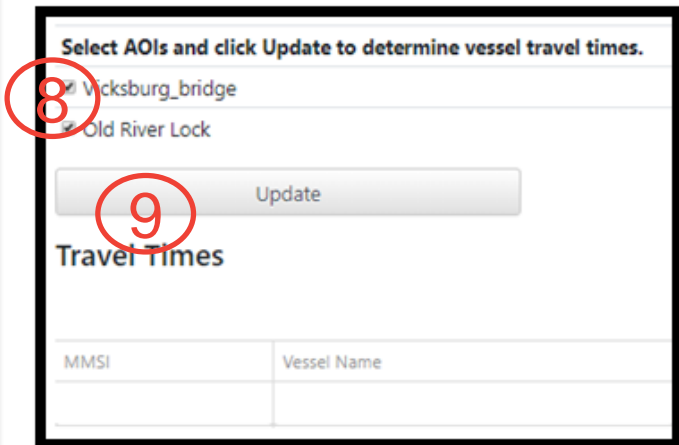 Select AOIs and click Update to determine vessel travel times.
8
Vicksburg_bridge
Old River Lock
Update
9
Travel Times
MMSI Vessel Name